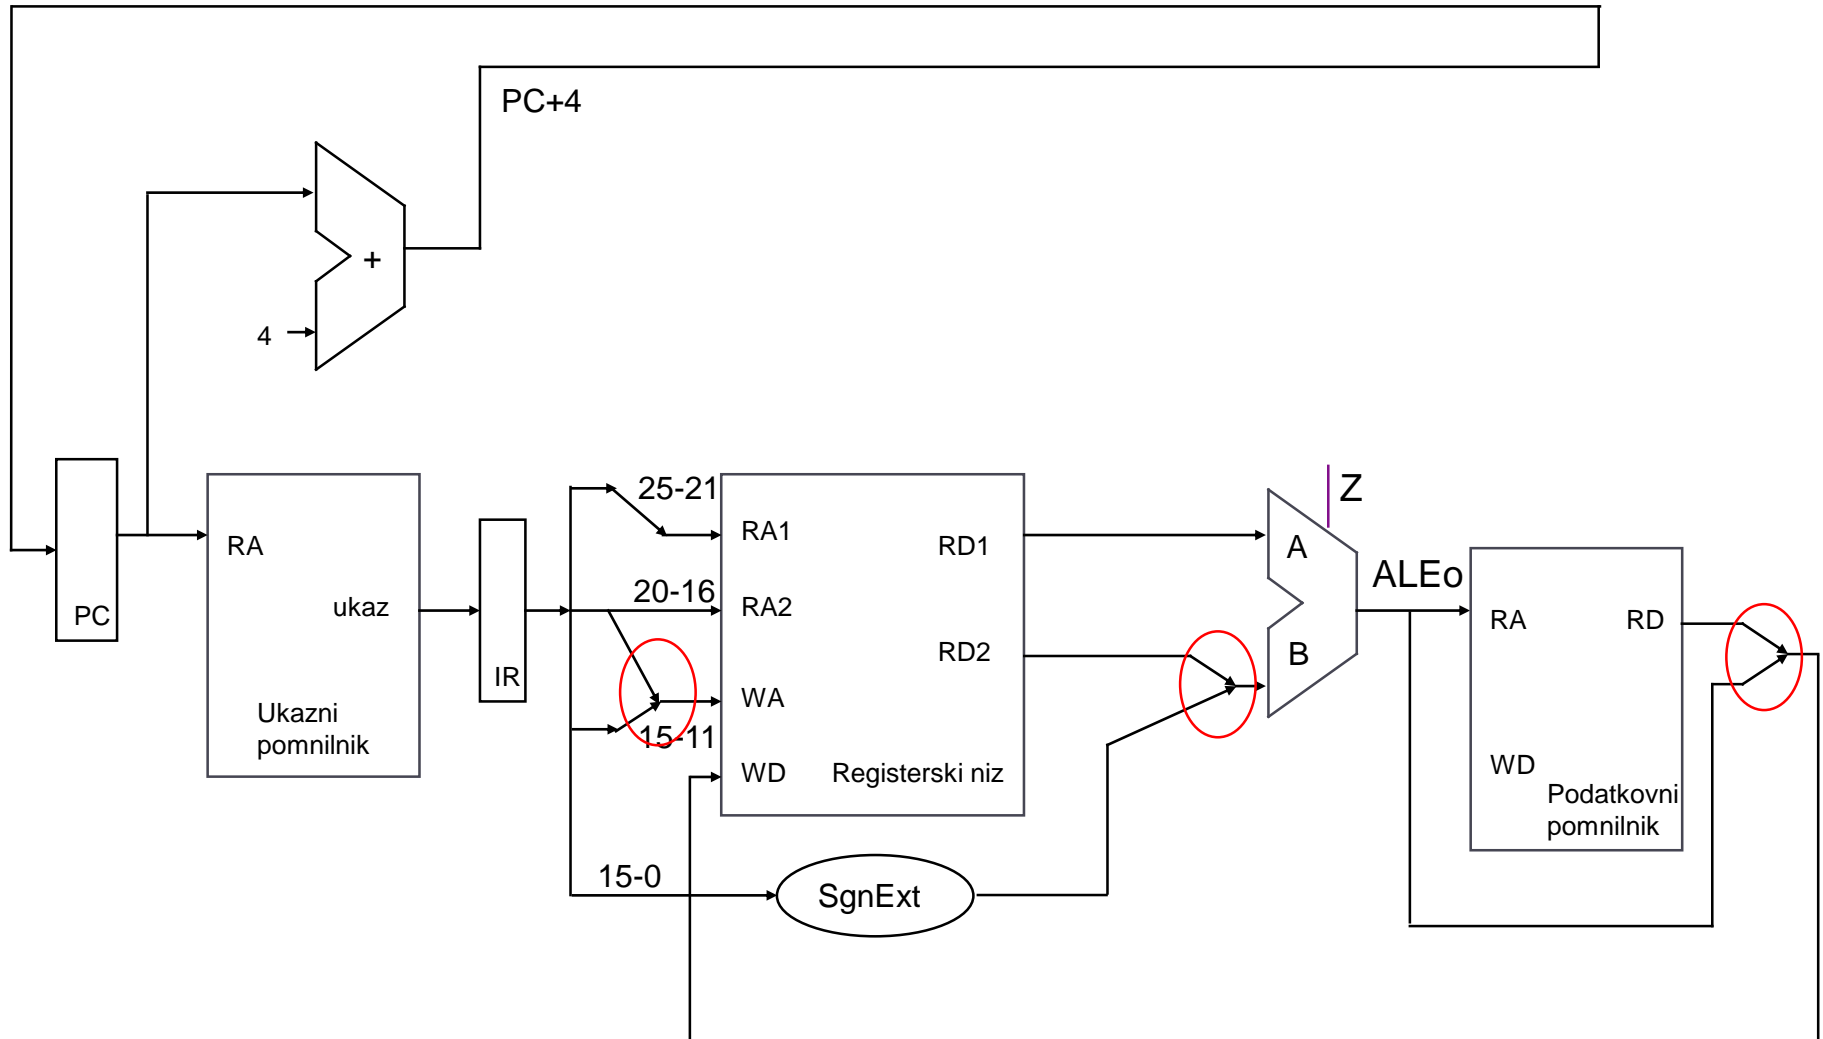 PC+4
+
4
PC
RA
ukaz
Ukazni
pomnilnik
IR
25-21
20-16
15-11
15-0
RA1
RA2
WA
WD
RD1
RD2
Registerski niz
SgnExt
Z
A
B
ALEo
RA
RD
WD
Podatkovni
pomnilnik